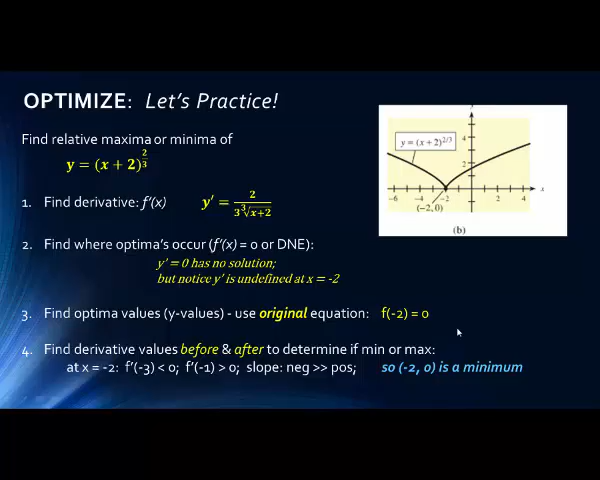 OPTIMIZE: Let's Practice!
Find relative maxima or minima of
y = (x + 2)^{2/3}
1. Find derivative: f'(x) y' = \frac{2}{3\sqrt[3]{x+2}}
2. Find where optima's occur (f'(x) = 0 or DNE):
y' = 0 has no solution;
but notice y' is undefined at x = -2
3. Find optima values (y-values) - use original equation: f(-2) = 0
4. Find derivative values before & after to determine if min or max:
at x = -2: f'(-3) < 0; f'(-1) > 0; slope: neg >> pos; so (-2, 0) is a minimum
y
4
y = (x + 2)^{2/3}
2
x
-6 -4 -2 2 4
(-2, 0)
(b)